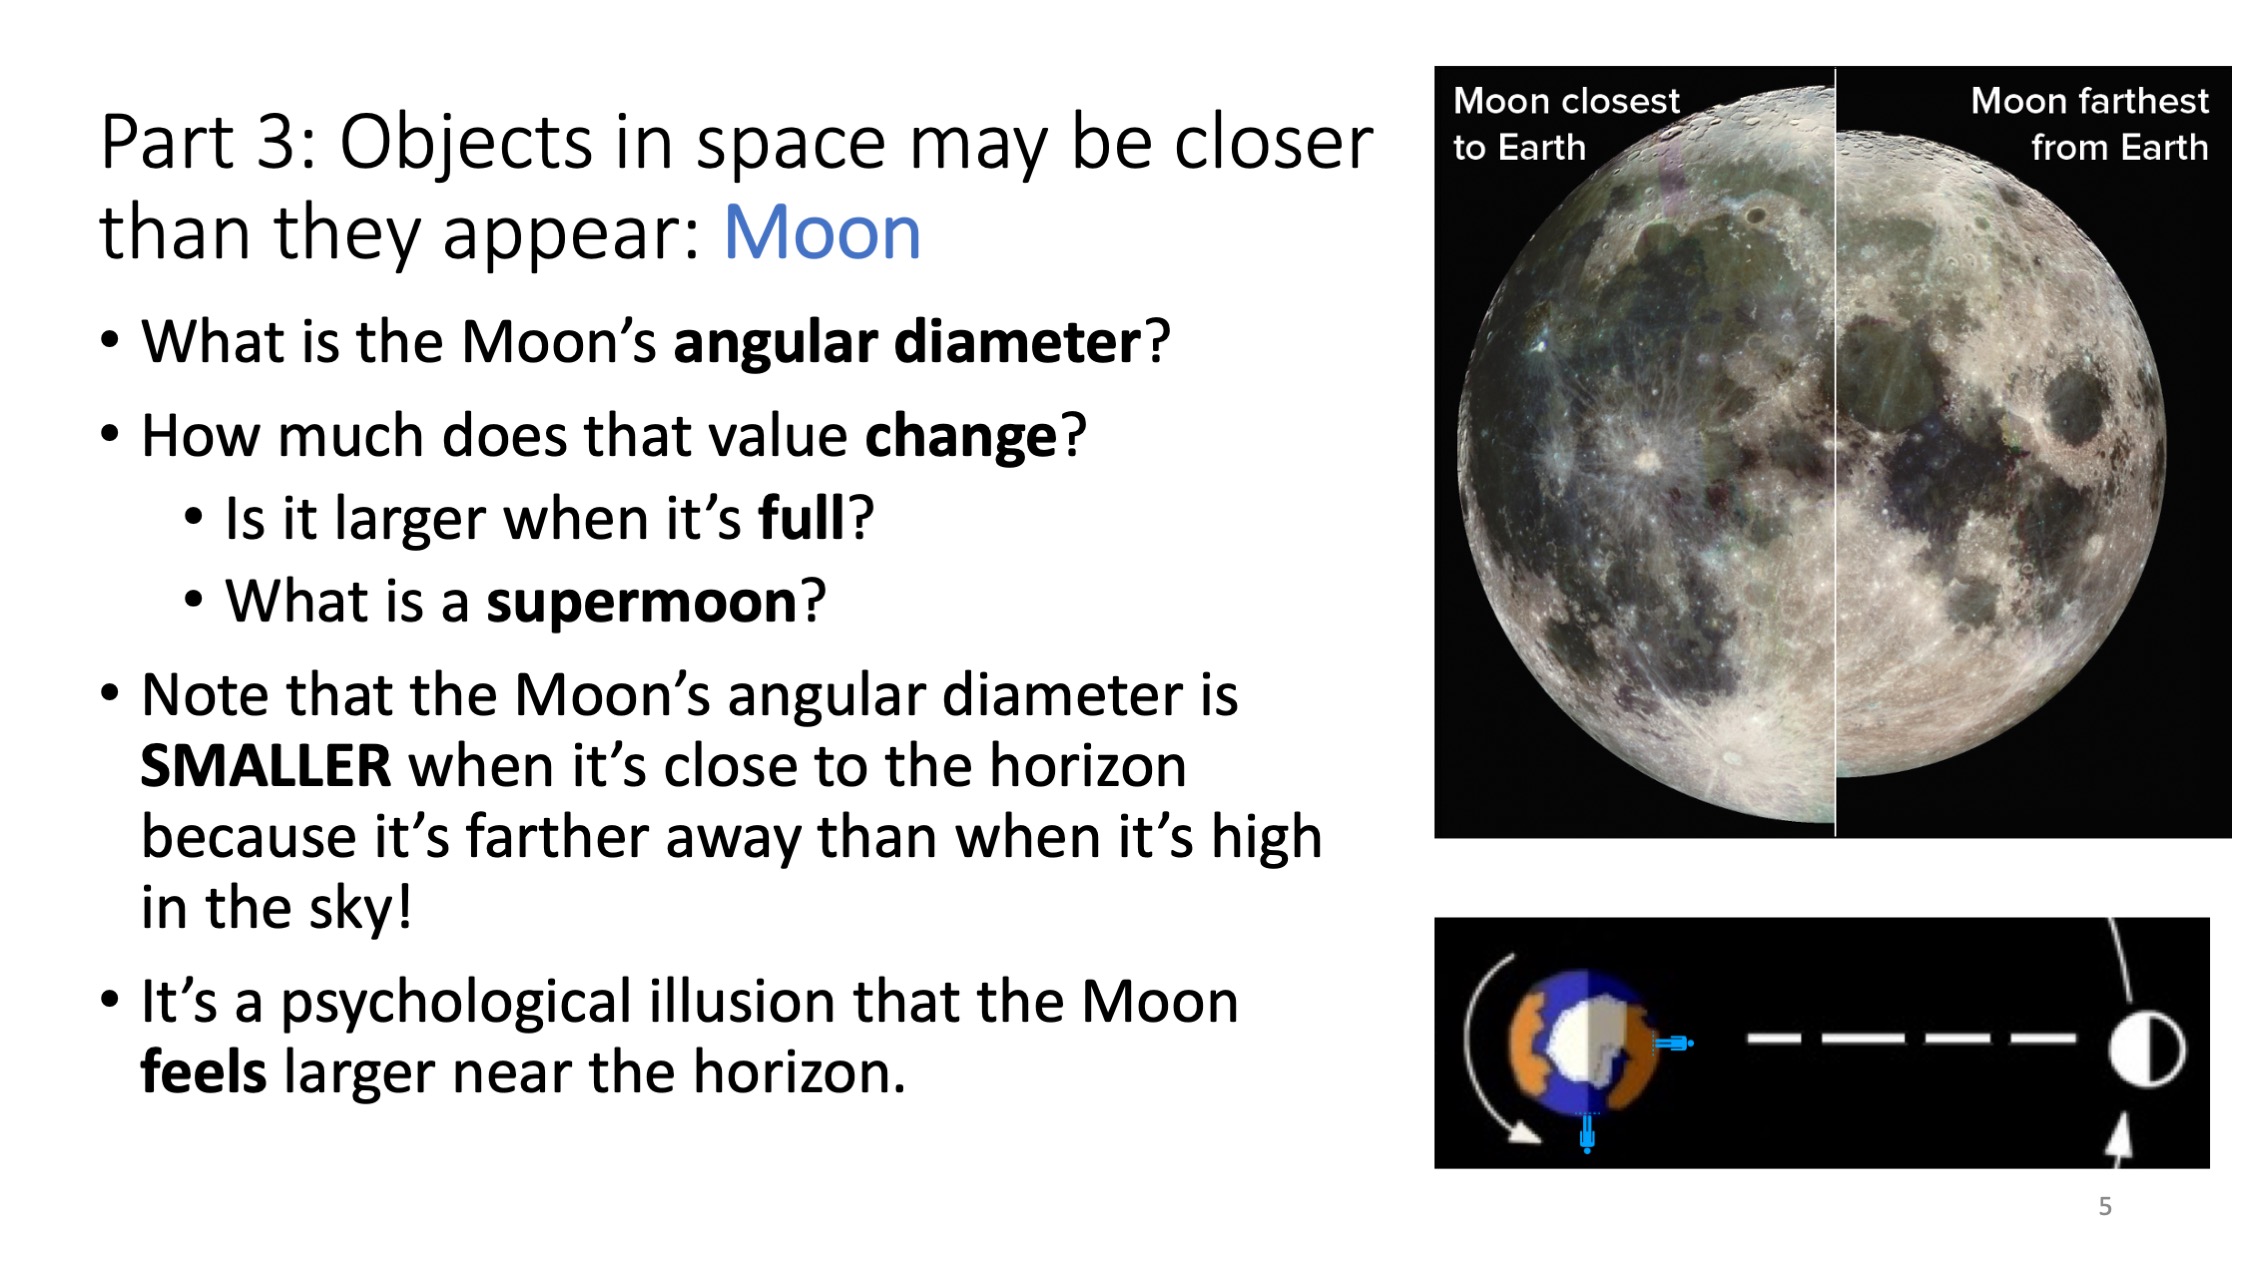 Part 3: Objects in space may be closer
than they appear: Moon
• What is the Moon’s angular diameter?
• How much does that value change?
• Is it larger when it’s full?
• What is a supermoon?
• Note that the Moon’s angular diameter is
SMALLER when it’s close to the horizon
because it’s farther away than when it’s high
in the sky!
• It’s a psychological illusion that the Moon
feels larger near the horizon.
Moon closest
to Earth
Moon farthest
from Earth
5